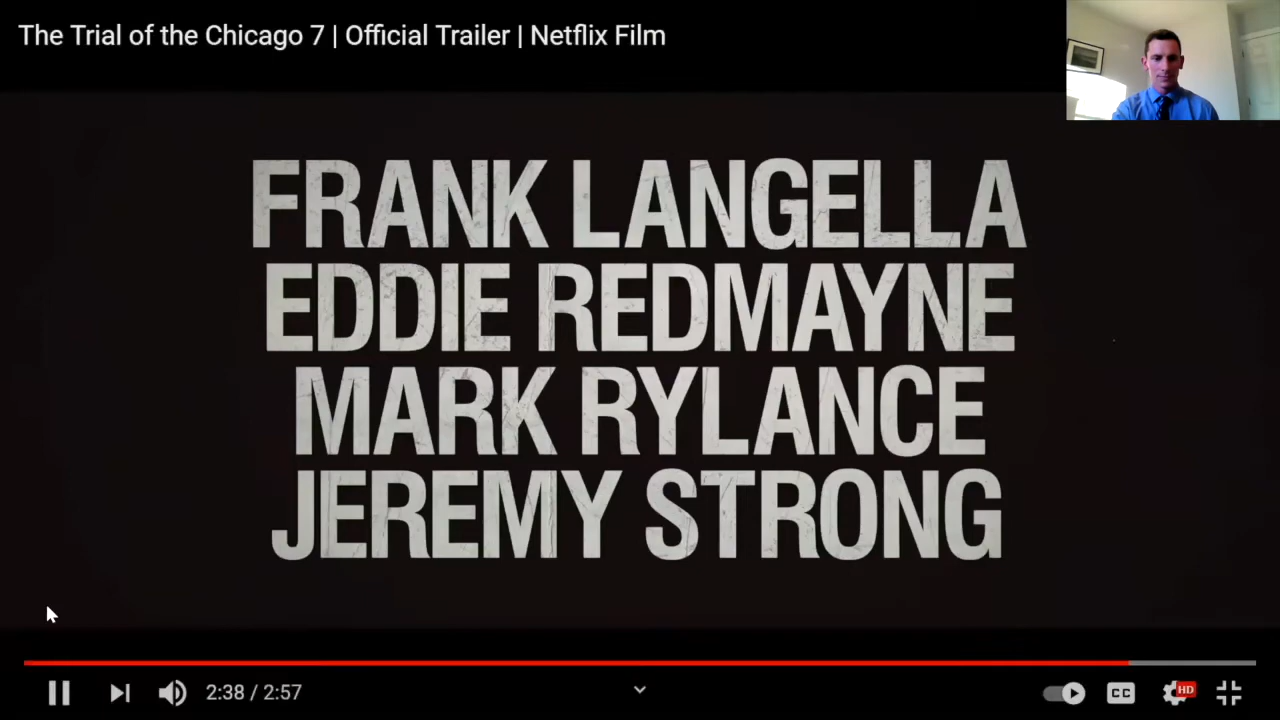 The Trial of the Chicago 7 | Official Trailer | Netflix Film
FRANK LANGELLA
EDDIE REDMAYNE
MARK RYLANCE
JEREMY STRONG
2:38 / 2:57
CC
HD